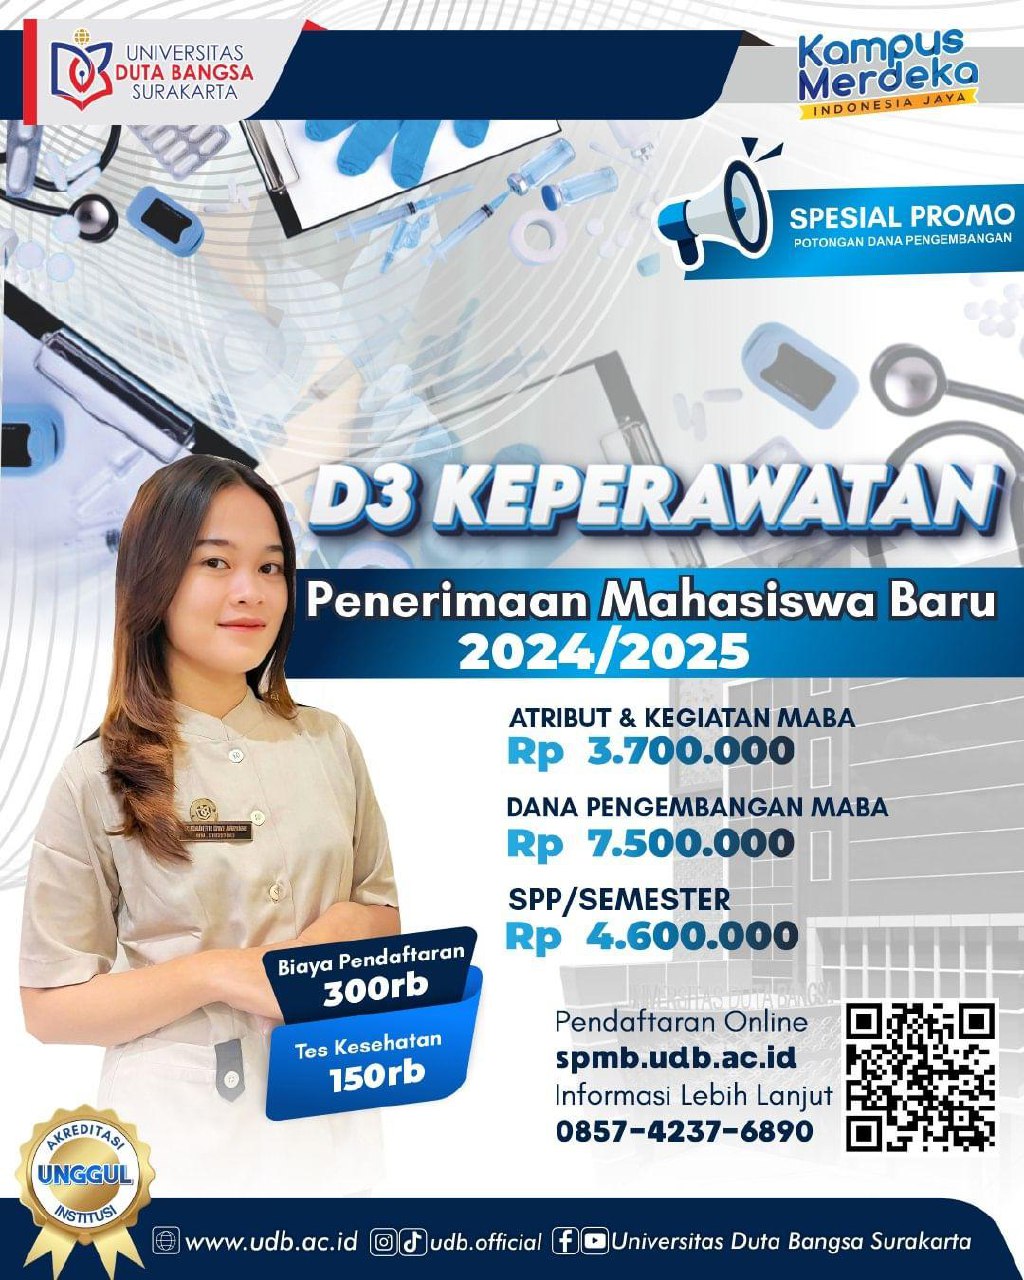 UNIVERSITAS
DUTA BANGSA
SURAKARTA
Kampus
Merdeka
INDONESIA JAYA
SPESIAL PROMO
POTONGAN DANA PENGEMBANGAN
D3 KEPERAWATAN
Penerimaan Mahasiswa Baru
2024/2025
ATRIBUT & KEGIATAN MABA
Rp 3.700.000
DANA PENGEMBANGAN MABA
Rp 7.500.000
SPP/SEMESTER
Rp 4.600.000
Biaya Pendaftaran
300rb
Tes Kesehatan
150rb
UNIVERSITAS DUTA BANGSA
Pendaftaran Online
spmb.udb.ac.id
Informasi Lebih Lanjut
0857-4237-6890
AKREDITASI
UNGGUL
INSTITUSI
www.udb.ac.id udb.official Universitas Duta Bangsa Surakarta